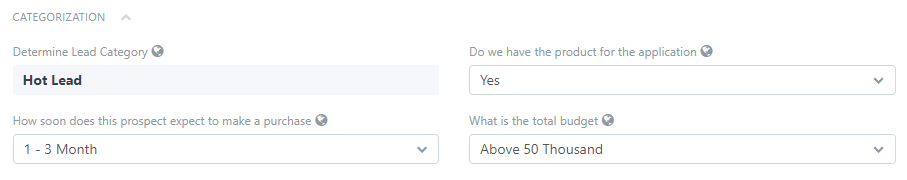 CATEGORIZATION
Determine Lead Category
Do we have the product for the application
Hot Lead
Yes
How soon does this prospect expect to make a purchase
What is the total budget
1 - 3 Month
Above 50 Thousand